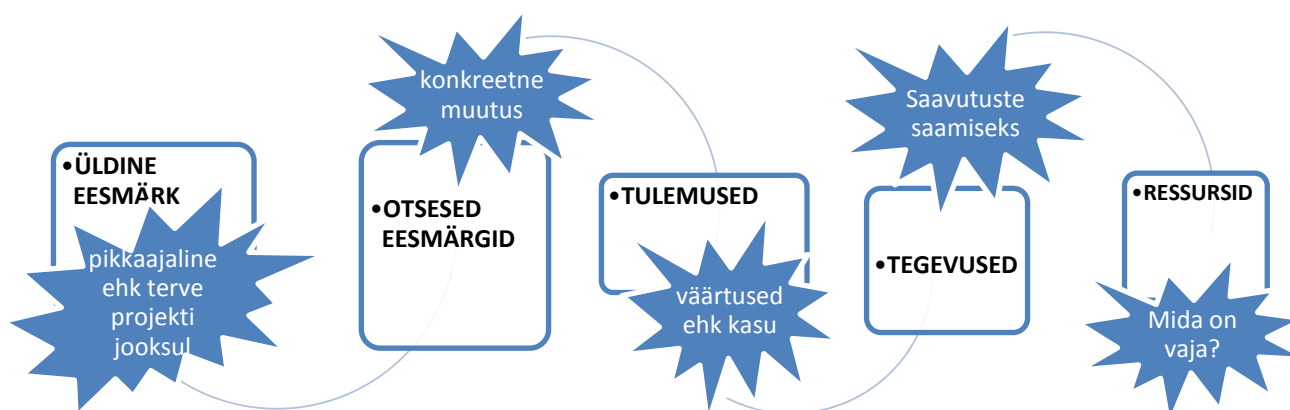 •ÜLDINE
EESMÄRK
pikkaajaline
ehk terve
projekti
jooksul
konkreetne
muutus
•OTSESED
EESMÄRGID
•TULEMUSED
väärtused
ehk kasu
Saavutuste
saamiseks
•TEGEVUSED
•RESSURSID
Mida on
vaja?